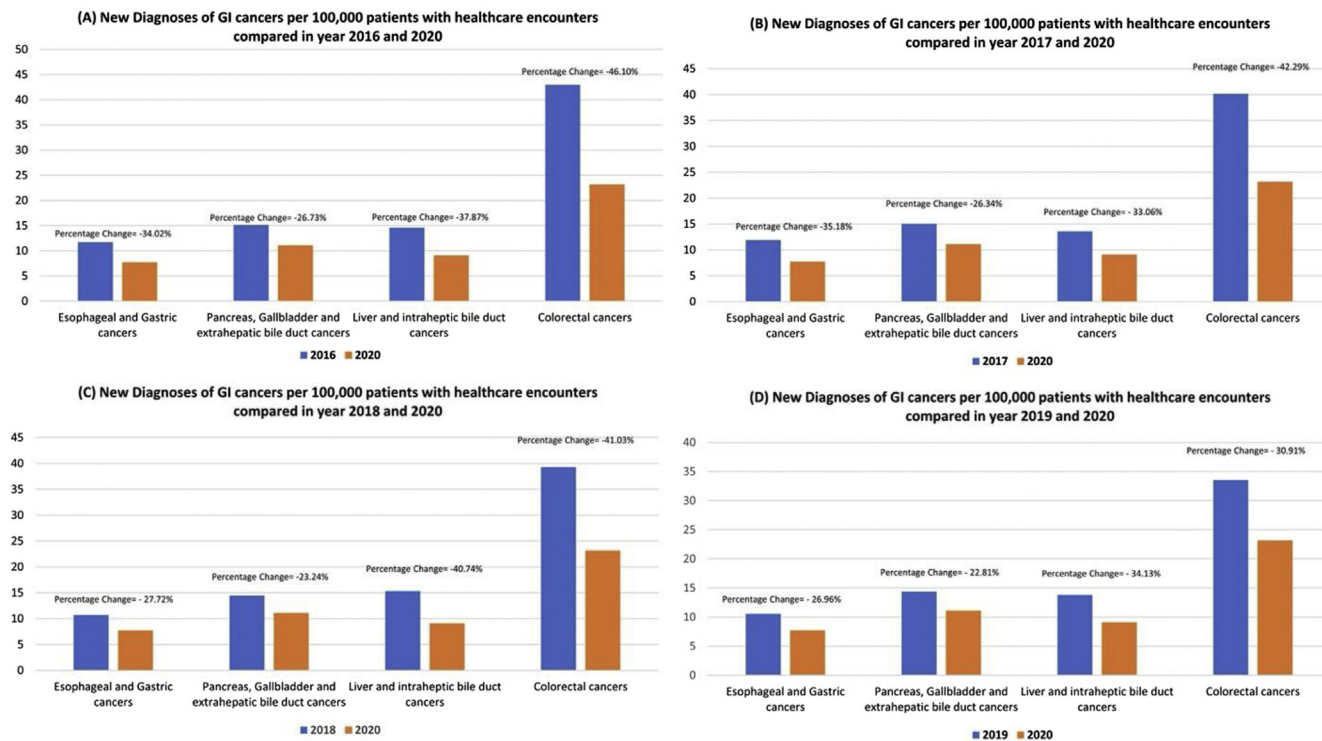 (A) New Diagnoses of GI cancers per 100,000 patients with healthcare encounters
compared in year 2016 and 2020
50
45
40
35
30
25
20
15
10
5
0
Percentage Change= -34.02%
Percentage Change= -26.73%
Percentage Change= -37.87%
Percentage Change= -46.10%
Esophageal and Gastric
cancers
Pancreas, Gallbladder and
extrahepatic bile duct cancers
Liver and intraheptic bile duct
cancers
Colorectal cancers
2016 2020
(B) New Diagnoses of GI cancers per 100,000 patients with healthcare encounters
compared in year 2017 and 2020
45
40
35
30
25
20
15
10
5
0
Percentage Change= -35.18%
Percentage Change= -26.34%
Percentage Change= - 33.06%
Percentage Change= -42.29%
Esophageal and Gastric
cancers
Pancreas, Gallbladder and
extrahepatic bile duct cancers
Liver and intraheptic bile duct
cancers
Colorectal cancers
2017 2020
(C) New Diagnoses of GI cancers per 100,000 patients with healthcare encounters
compared in year 2018 and 2020
45
40
35
30
25
20
15
10
5
0
Percentage Change= - 27.72%
Percentage Change= -23.24%
Percentage Change= -40.74%
Percentage Change= -41.03%
Esophageal and Gastric
cancers
Pancreas, Gallbladder and
extrahepatic bile duct cancers
Liver and intraheptic bile duct
cancers
Colorectal cancers
2018 2020
(D) New Diagnoses of GI cancers per 100,000 patients with healthcare encounters
compared in year 2019 and 2020
40
35
30
25
20
15
10
5
0
Percentage Change= - 26.96%
Percentage Change= - 22.81%
Percentage Change= - 34.13%
Percentage Change= - 30.91%
Esophageal and Gastric
cancers
Pancreas, Gallbladder and
extrahepatic bile duct cancers
Liver and intraheptic bile duct
cancers
Colorectal cancers
2019 2020